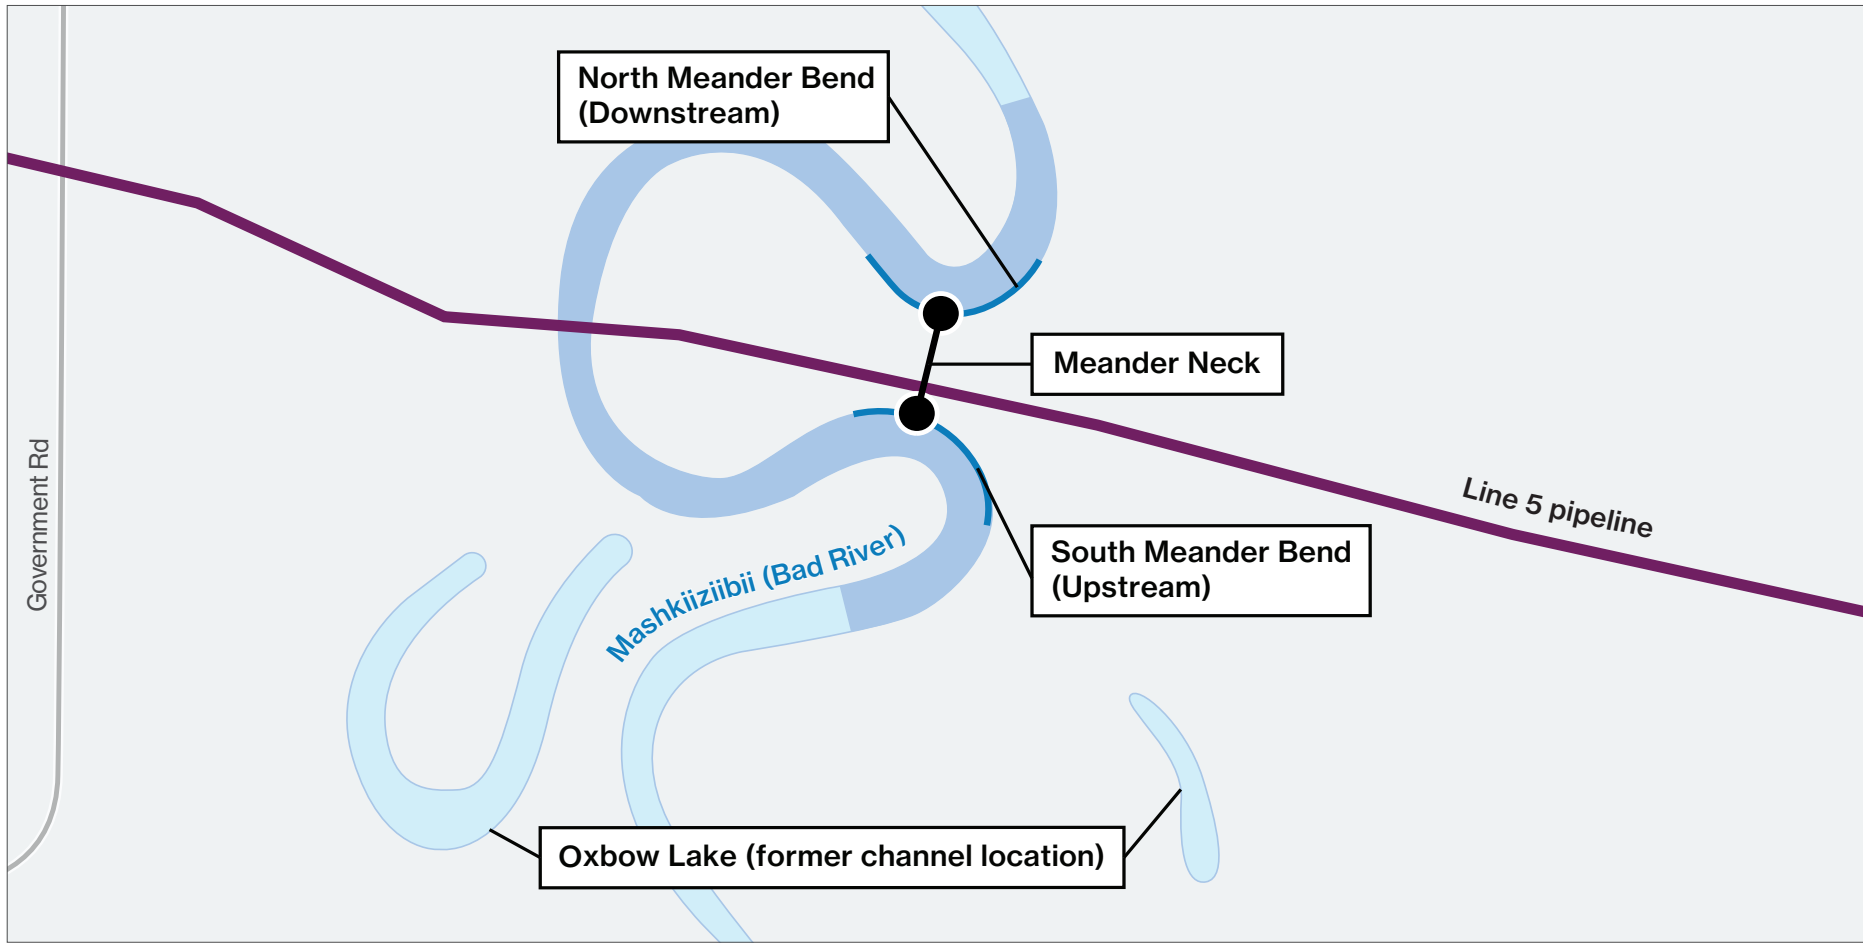 North Meander Bend
(Downstream)
Meander Neck
Government Rd
Line 5 pipeline
South Meander Bend
(Upstream)
Mashkiiziibii (Bad River)
Oxbow Lake (former channel location)